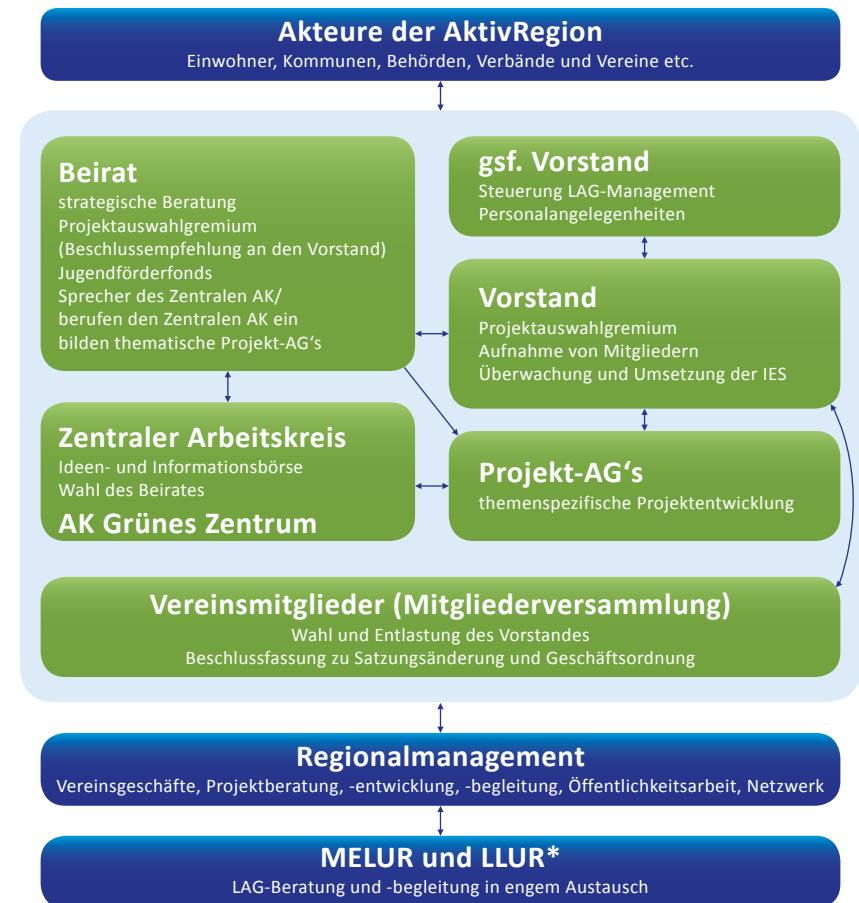 Akteure der AktivRegion
Einwohner, Kommunen, Behörden, Verbände und Vereine etc.
Beirat
strategische Beratung
Projektauswahlgremium
(Beschlussempfehlung an den Vorstand)
Jugendförderfonds
Sprecher des Zentralen AK/
berufen den Zentralen AK ein
bilden thematische Projekt-AG‘s
gsf. Vorstand
Steuerung LAG-Management
Personalangelegenheiten
Vorstand
Projektauswahlgremium
Aufnahme von Mitgliedern
Überwachung und Umsetzung der IES
Zentraler Arbeitskreis
Ideen- und Informationsbörse
Wahl des Beirates
AK Grünes Zentrum
Projekt-AG‘s
themenspezifische Projektentwicklung
Vereinsmitglieder (Mitgliederversammlung)
Wahl und Entlastung des Vorstandes
Beschlussfassung zu Satzungsänderung und Geschäftsordnung
Regionalmanagement
Vereinsgeschäfte, Projektberatung, -entwicklung, -begleitung, Öffentlichkeitsarbeit, Netzwerk
MELUR und LLUR*
LAG-Beratung und -begleitung in engem Austausch